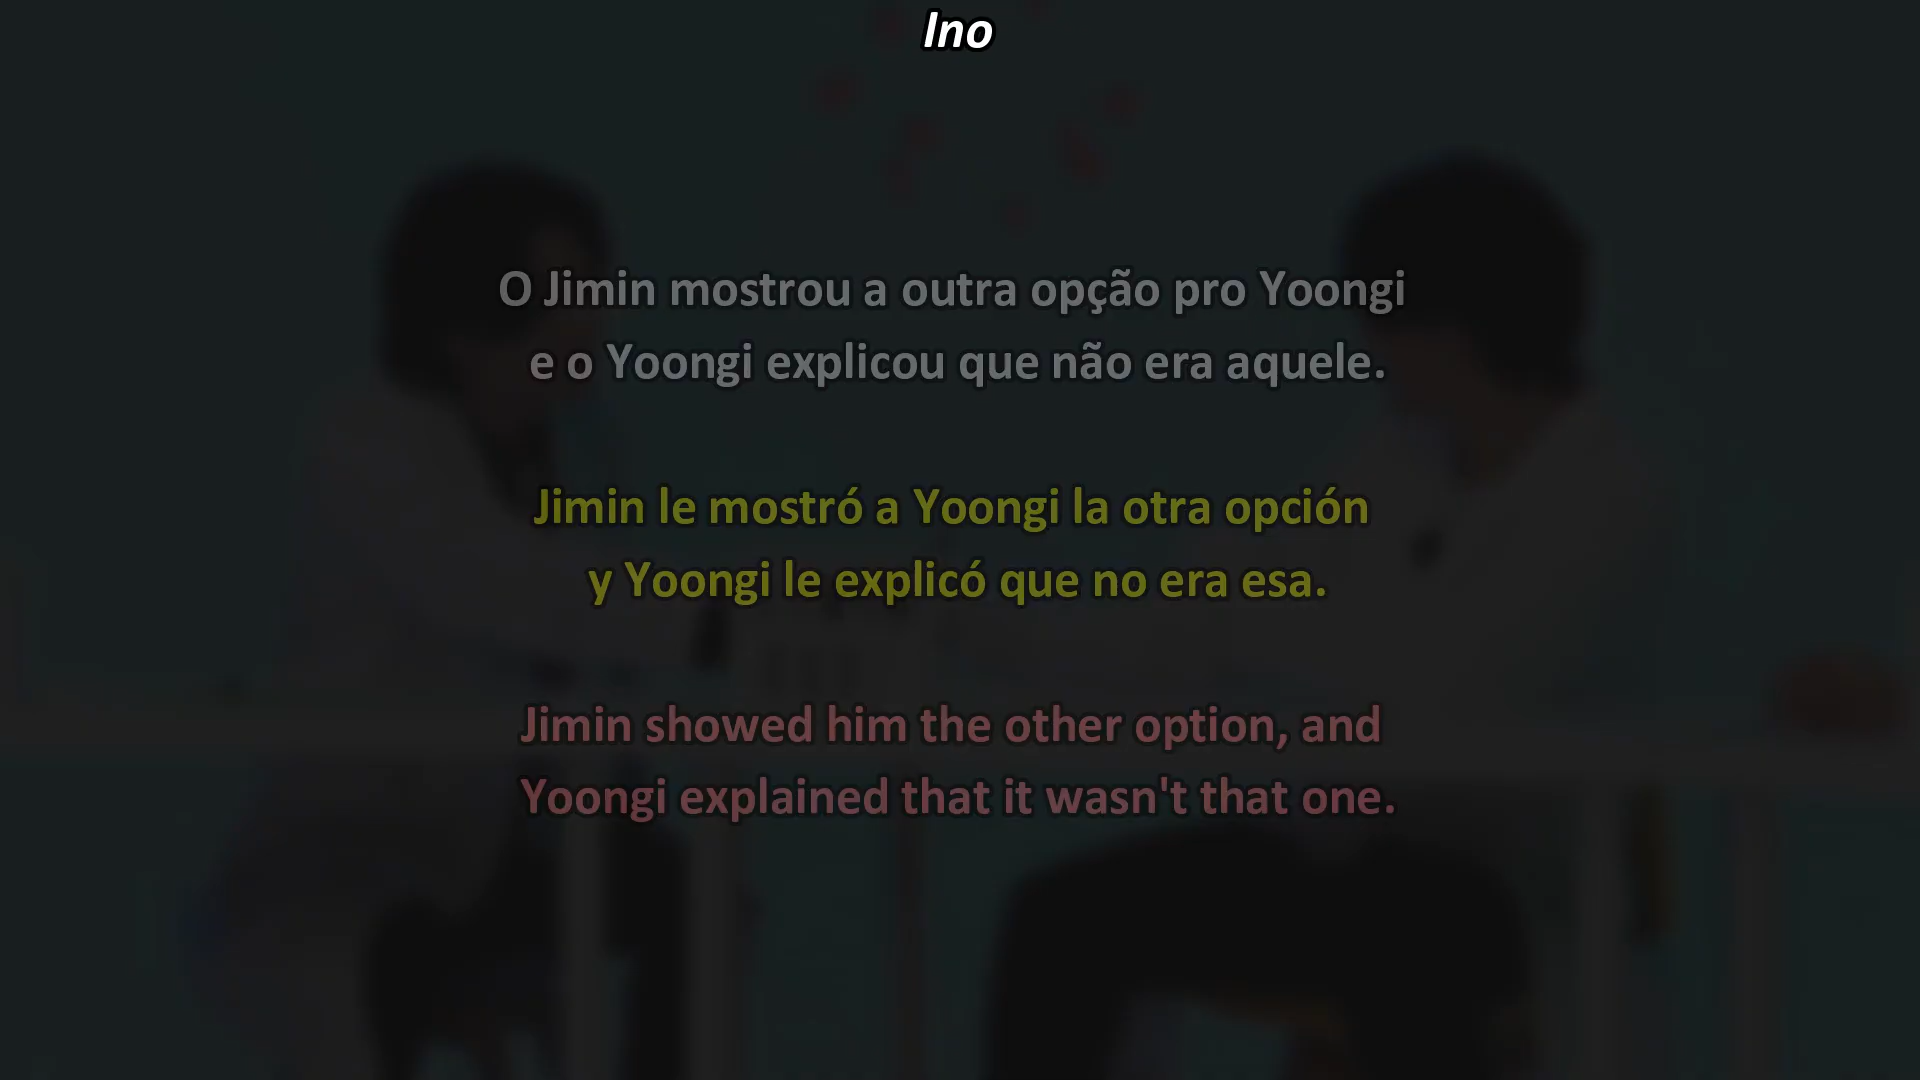 Ino
O Jimin mostrou a outra opção pro Yoongi
e o Yoongi explicou que não era aquele.
Jimin le mostró a Yoongi la otra opción
y Yoongi le explicó que no era esa.
Jimin showed him the other option, and
Yoongi explained that it wasn't that one.